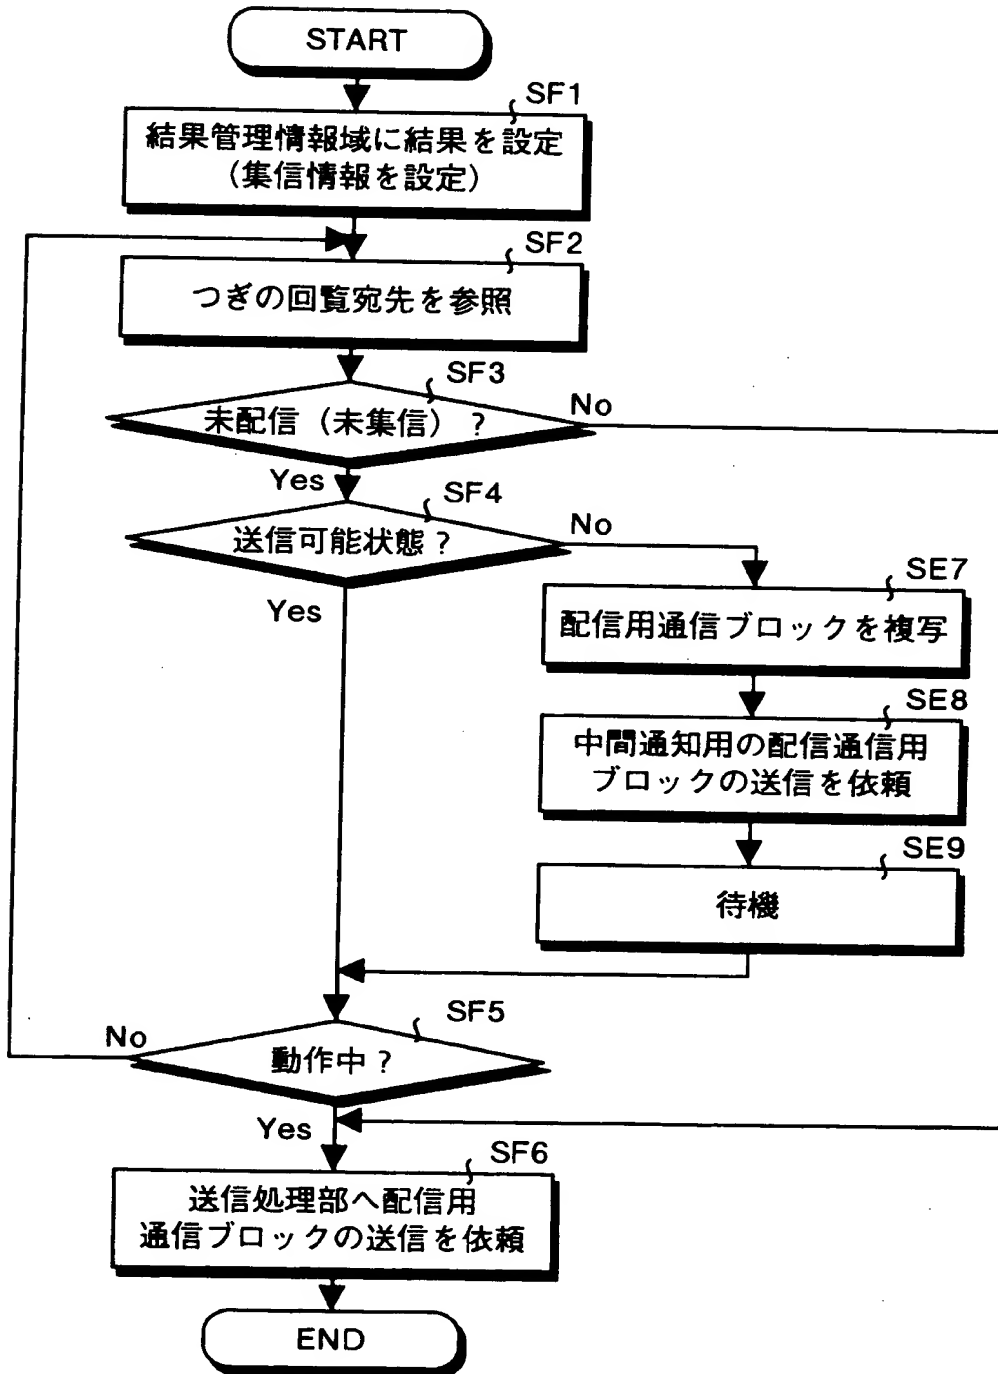 START
SF1
結果管理情報域に結果を設定
(集信情報を設定)
SF2
つぎの回覧宛先を参照
SF3
未配信(未集信)?
No
Yes
SF4
送信可能状態?
No
Yes
SE7
配信用通信ブロックを複写
SE8
中間通知用の配信通信用
ブロックの送信を依頼
SE9
待機
SF5
動作中?
No
Yes
SF6
送信処理部へ配信用
通信ブロックの送信を依頼
END